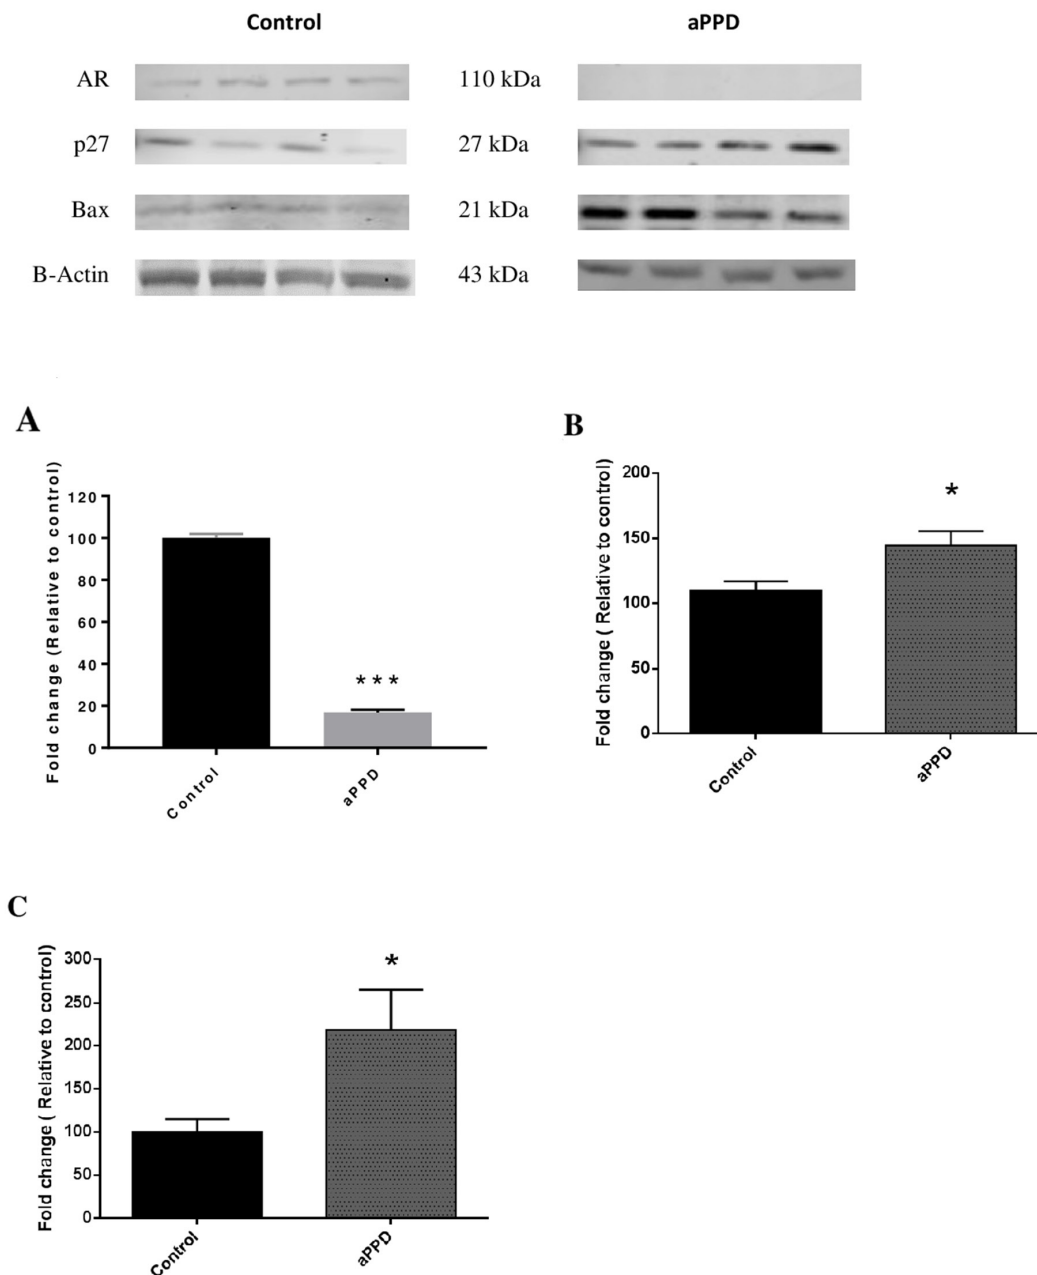 Control aPPD
AR 110 kDa
p27 27 kDa
Bax 21 kDa
B-Actin 43 kDa
A
Fold change (Relative to control)
120
100
80
60
40
20
0
***
Control
aPPD
B
Fold change ( Relative to control)
200
150
100
50
0
*
Control
aPPD
C
Fold change ( Relative to control)
300
250
200
150
100
50
0
*
Control
aPPD